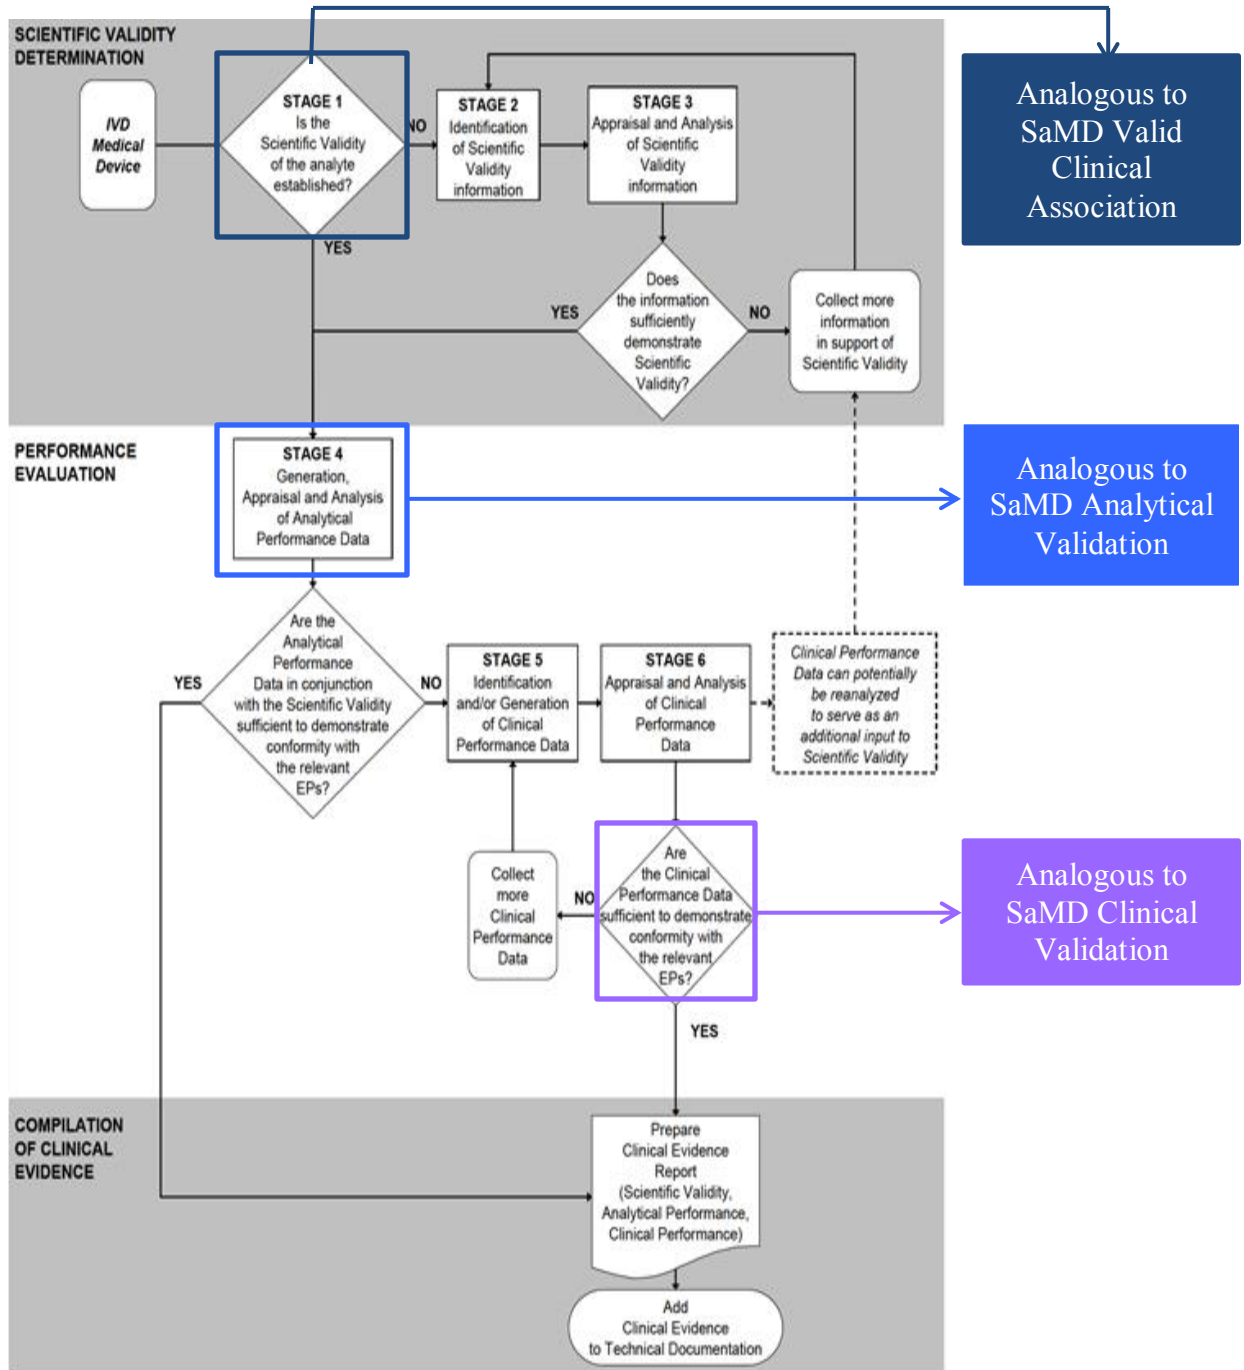 SCIENTIFIC VALIDITY
DETERMINATION
IVD
Medical
Device
STAGE 1
Is the
Scientific Validity
of the analyte
established?
NO
YES
STAGE 2
Identification
of Scientific
Validity
information
STAGE 3
Appraisal and Analysis
of Scientific
Validity
information
Does
the information
sufficiently
demonstrate
Scientific
Validity?
YES
NO
Collect more
information
in support of
Scientific Validity
Analogous to
SaMD Valid
Clinical
Association
PERFORMANCE
EVALUATION
STAGE 4
Generation,
Appraisal and Analysis
of Analytical
Performance Data
Analogous to
SaMD Analytical
Validation
Are the
Analytical
Performance
Data in conjunction
with the Scientific Validity
sufficient to demonstrate
conformity with
the relevant
EPs?
YES
NO
STAGE 5
Identification
and/or Generation
of Clinical
Performance Data
STAGE 6
Appraisal and Analysis
of Clinical
Performance
Data
Clinical Performance
Data can potentially
be reanalyzed
to serve as an
additional input to
Scientific Validity
Collect
more
Clinical
Performance
Data
NO
Are
the Clinical
Performance Data
sufficient to demonstrate
conformity with
the relevant
EPs?
YES
Analogous to
SaMD Clinical
Validation
COMPILATION
OF CLINICAL
EVIDENCE
Prepare
Clinical Evidence
Report
(Scientific Validity,
Analytical Performance,
Clinical Performance)
Add
Clinical Evidence
to Technical Documentation